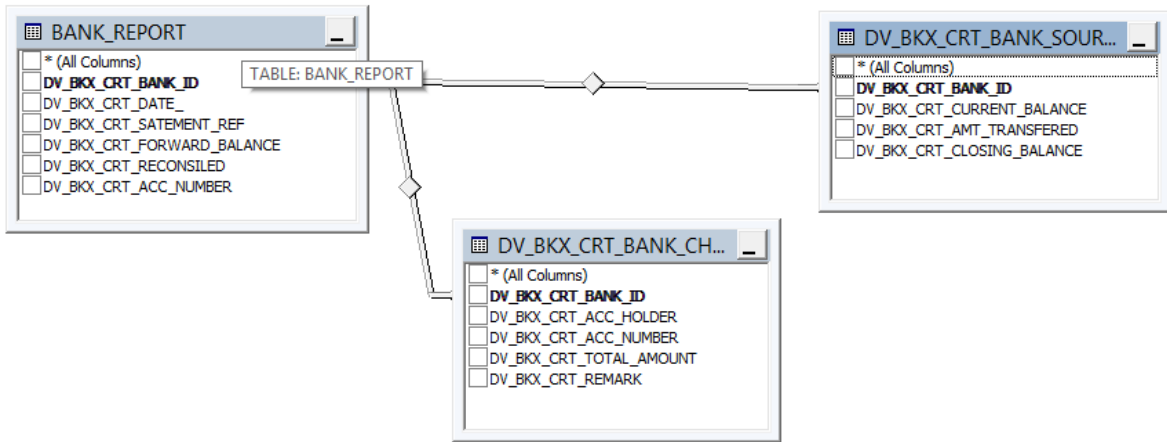 BANK_REPORT
* (All Columns)
DV_BKX_CRT_BANK_ID
DV_BKX_CRT_DATE_
DV_BKX_CRT_SATEMENT_REF
DV_BKX_CRT_FORWARD_BALANCE
DV_BKX_CRT_RECONSILED
DV_BKX_CRT_ACC_NUMBER
TABLE: BANK_REPORT
DV_BKX_CRT_BANK_SOUR...
* (All Columns)
DV_BKX_CRT_BANK_ID
DV_BKX_CRT_CURRENT_BALANCE
DV_BKX_CRT_AMT_TRANSFERED
DV_BKX_CRT_CLOSING_BALANCE
DV_BKX_CRT_BANK_CH...
* (All Columns)
DV_BKX_CRT_BANK_ID
DV_BKX_CRT_ACC_HOLDER
DV_BKX_CRT_ACC_NUMBER
DV_BKX_CRT_TOTAL_AMOUNT
DV_BKX_CRT_REMARK